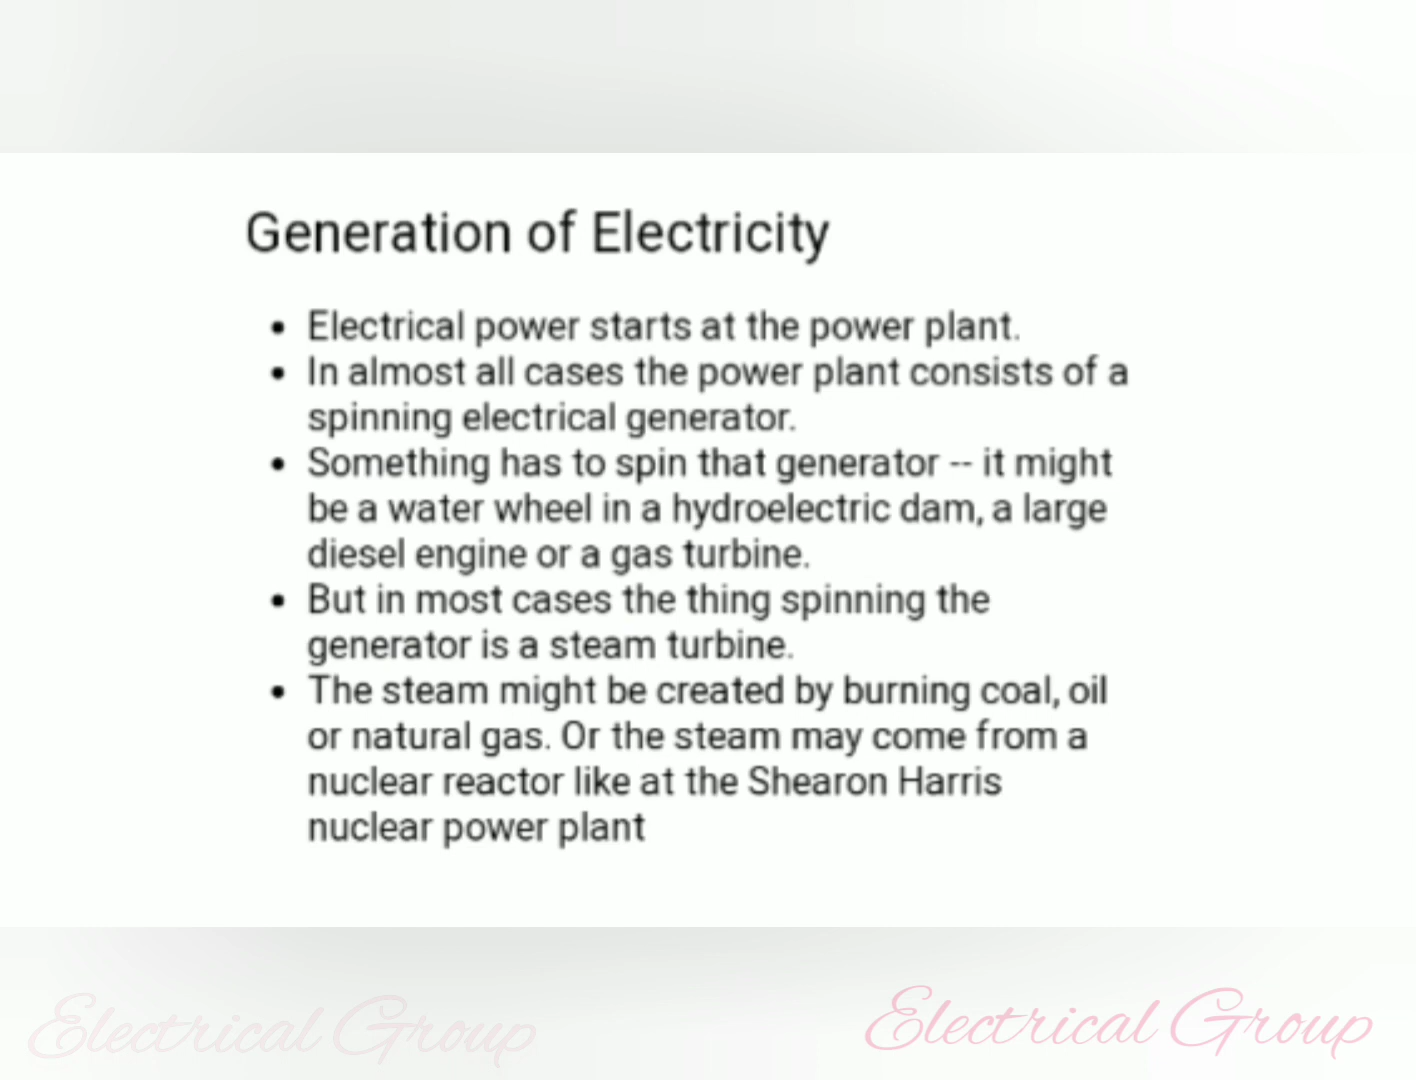 Generation of Electricity
• Electrical power starts at the power plant.
• In almost all cases the power plant consists of a
spinning electrical generator.
• Something has to spin that generator -- it might
be a water wheel in a hydroelectric dam, a large
diesel engine or a gas turbine.
• But in most cases the thing spinning the
generator is a steam turbine.
• The steam might be created by burning coal, oil
or natural gas. Or the steam may come from a
nuclear reactor like at the Shearon Harris
nuclear power plant
Electrical Group
Electrical Group